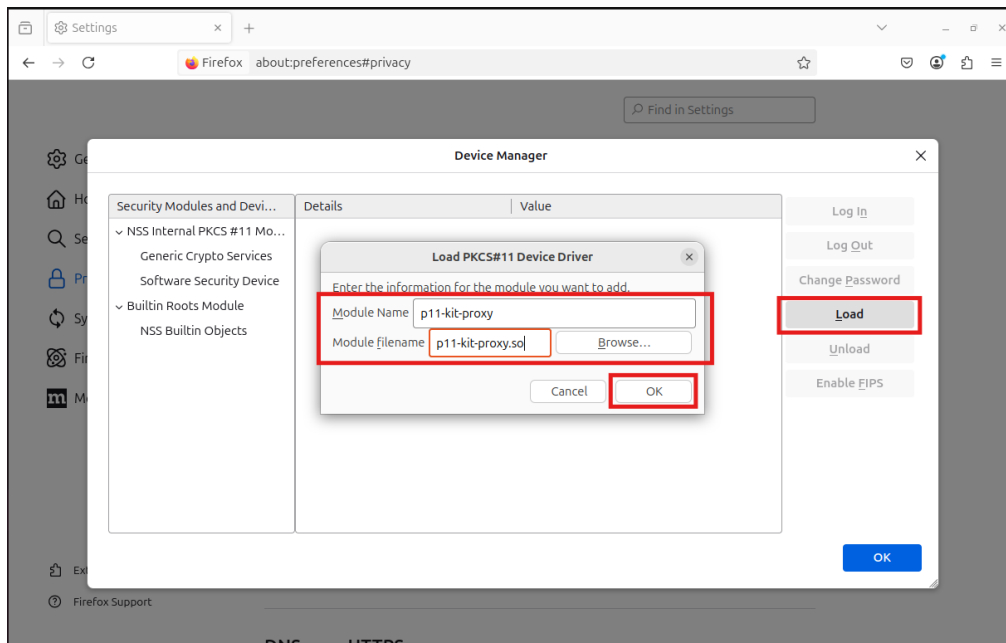 Settings
Firefox about:preferences#privacy
Find in Settings
Device Manager
Security Modules and Devi...
Details
Value
NSS Internal PKCS #11 Mo...
Generic Crypto Services
Software Security Device
Builtin Roots Module
NSS Builtin Objects
Log In
Log Out
Change Password
Load
Unload
Enable FIPS
Load PKCS#11 Device Driver
Enter the information for the module you want to add.
Module Name p11-kit-proxy
Module filename p11-kit-proxy.so Browse...
Cancel OK
OK
Firefox Support